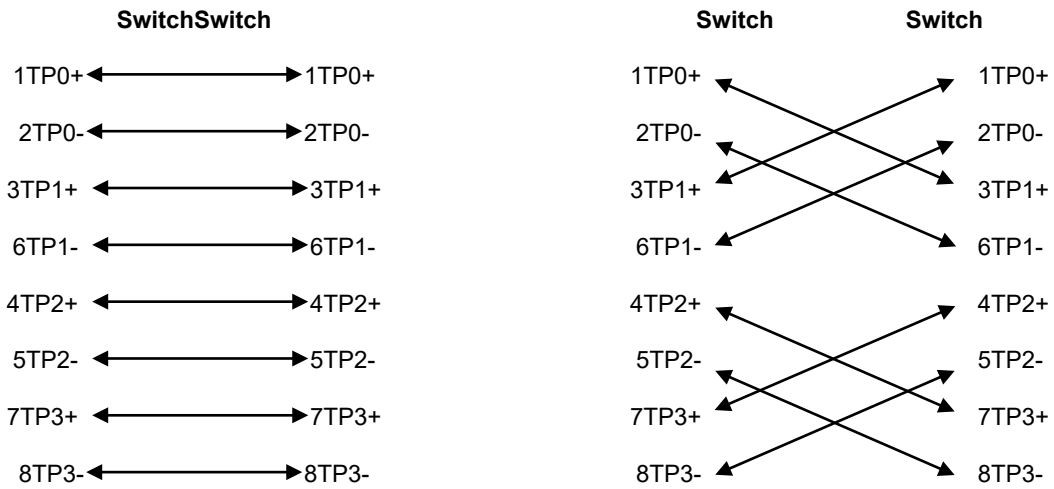 SwitchSwitch Switch Switch
1TP0+ 1TP0+ 1TP0+ 1TP0+
2TP0- 2TP0- 2TP0- 2TP0-
3TP1+ 3TP1+ 3TP1+ 3TP1+
6TP1- 6TP1- 6TP1- 6TP1-
4TP2+ 4TP2+ 4TP2+ 4TP2+
5TP2- 5TP2- 5TP2- 5TP2-
7TP3+ 7TP3+ 7TP3+ 7TP3+
8TP3- 8TP3- 8TP3- 8TP3-